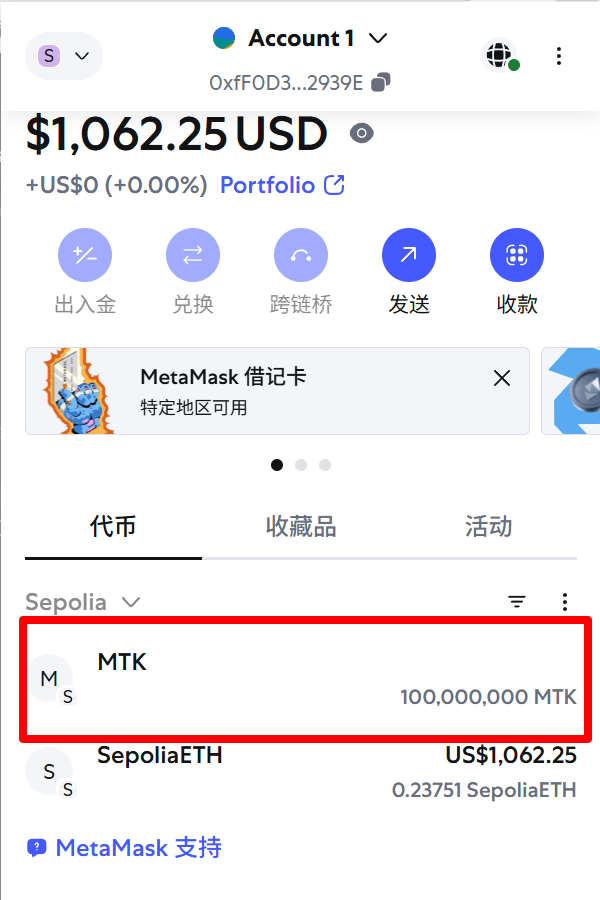 S
Account 1
0xfF0D3...2939E
$1,062.25 USD
+US$0 (+0.00%) Portfolio
出入金 兑换 跨链桥 发送 收款
MetaMask 借记卡
特定地区可用
代币 收藏品 活动
Sepolia
M
S
MTK
100,000,000 MTK
S
S
SepoliaETH US$1,062.25
0.23751 SepoliaETH
MetaMask 支持